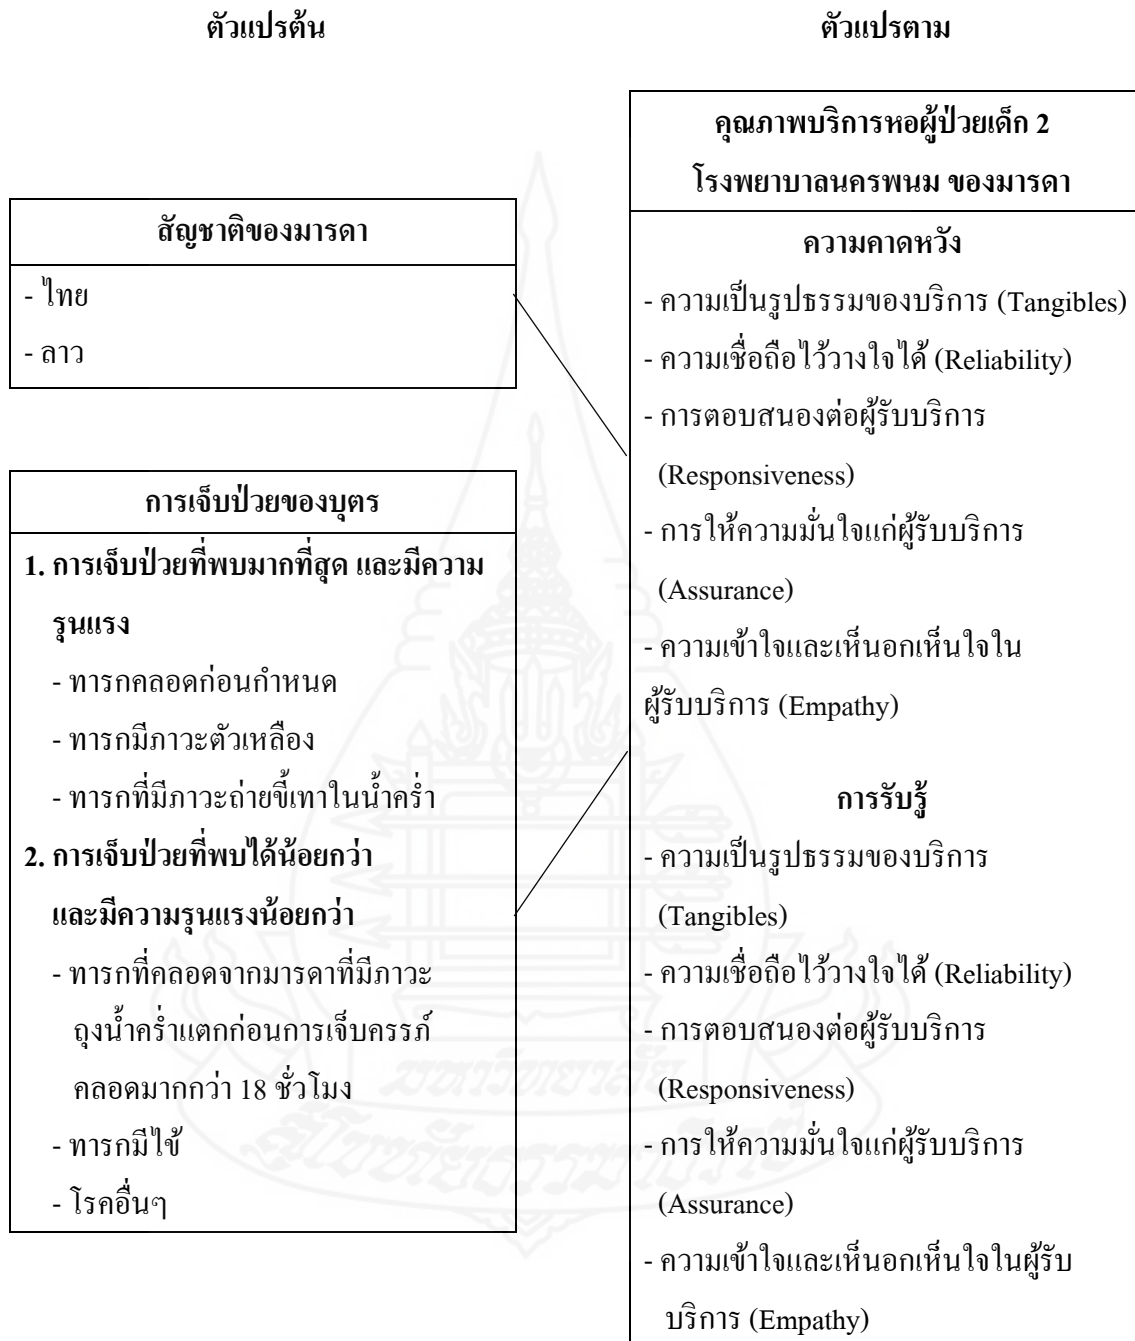 ตัวแปรต้น
ตัวแปรตาม
สัญชาติของมารดา
- ไทย
- ลาว
การเจ็บป่วยของบุตร
1. การเจ็บป่วยที่พบมากที่สุด และมีความ
รุนแรง
- ทารกคลอดก่อนกำหนด
- ทารกมีภาวะตัวเหลือง
- ทารกที่มีภาวะถ่ายขี้เทาในน้ำคร่ำ
2. การเจ็บป่วยที่พบได้น้อยกว่า
และมีความรุนแรงน้อยกว่า
- ทารกที่คลอดจากมารดาที่มีภาวะ
ถุงน้ำคร่ำแตกก่อนการเจ็บครรภ์
คลอดมากกว่า 18 ชั่วโมง
- ทารกมีไข้
- โรคอื่นๆ
คุณภาพบริการหอผู้ป่วยเด็ก 2
โรงพยาบาลนครพนม ของมารดา
ความคาดหวัง
- ความเป็นรูปธรรมของบริการ (Tangibles)
- ความเชื่อถือไว้วางใจได้ (Reliability)
- การตอบสนองต่อผู้รับบริการ
(Responsiveness)
- การให้ความมั่นใจแก่ผู้รับบริการ
(Assurance)
- ความเข้าใจและเห็นอกเห็นใจใน
ผู้รับบริการ (Empathy)
การรับรู้
- ความเป็นรูปธรรมของบริการ
(Tangibles)
- ความเชื่อถือไว้วางใจได้ (Reliability)
- การตอบสนองต่อผู้รับบริการ
(Responsiveness)
- การให้ความมั่นใจแก่ผู้รับบริการ
(Assurance)
- ความเข้าใจและเห็นอกเห็นใจในผู้รับ
บริการ (Empathy)
มหาวิทยาลัย
สุโขทัยธรรมาธิราช